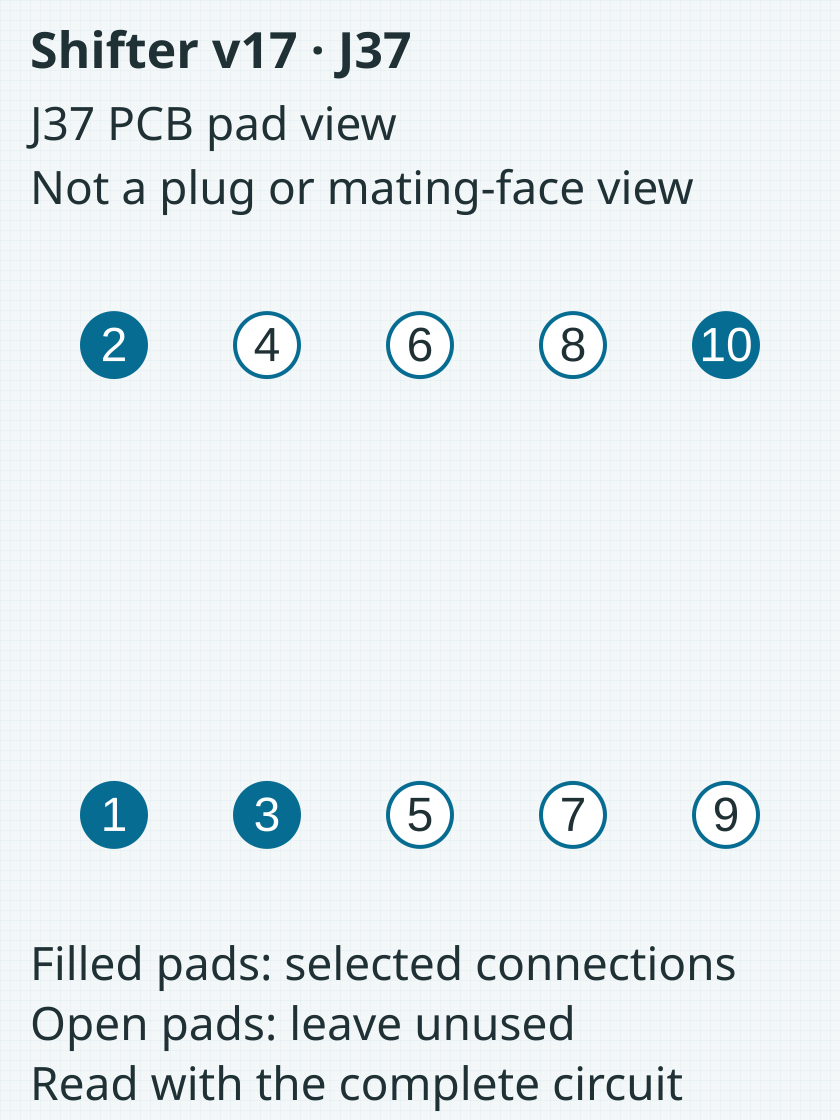 Shifter v17 · J37
J37 PCB pad view
Not a plug or mating-face view
2 4 6 8 10
1 3 5 7 9
Filled pads: selected connections
Open pads: leave unused
Read with the complete circuit